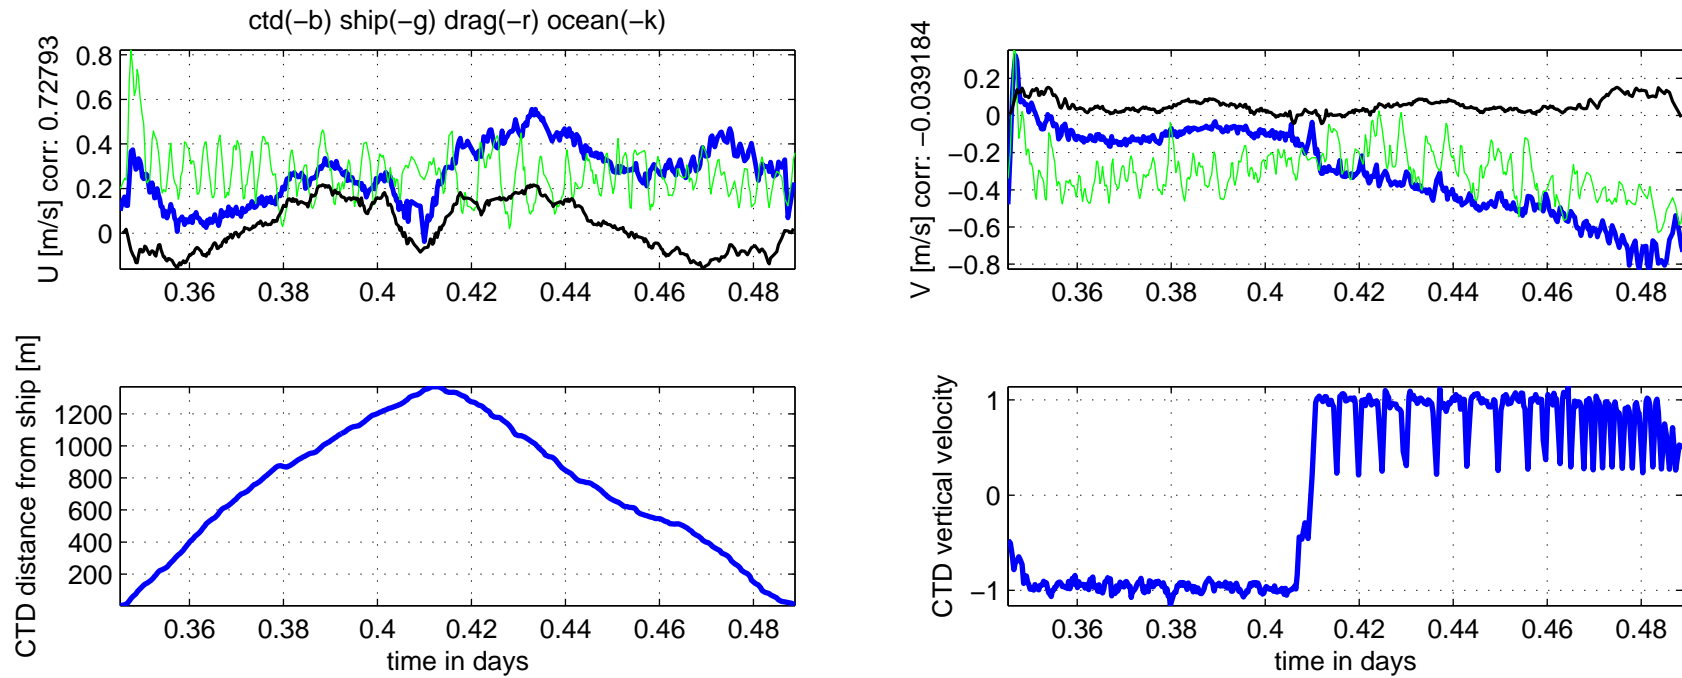 ctd(−b) ship(−g) drag(−r) ocean(−k)
U [m/s] corr: 0.72793
0.8
0.6
0.4
0.2
0
0.36 0.38 0.4 0.42 0.44 0.46 0.48
V [m/s] corr: −0.039184
0.2
0
−0.2
−0.4
−0.6
−0.8
0.36 0.38 0.4 0.42 0.44 0.46 0.48
CTD distance from ship [m]
1200
1000
800
600
400
200
0.36 0.38 0.4 0.42 0.44 0.46 0.48
time in days
CTD vertical velocity
1
0
−1
0.36 0.38 0.4 0.42 0.44 0.46 0.48
time in days